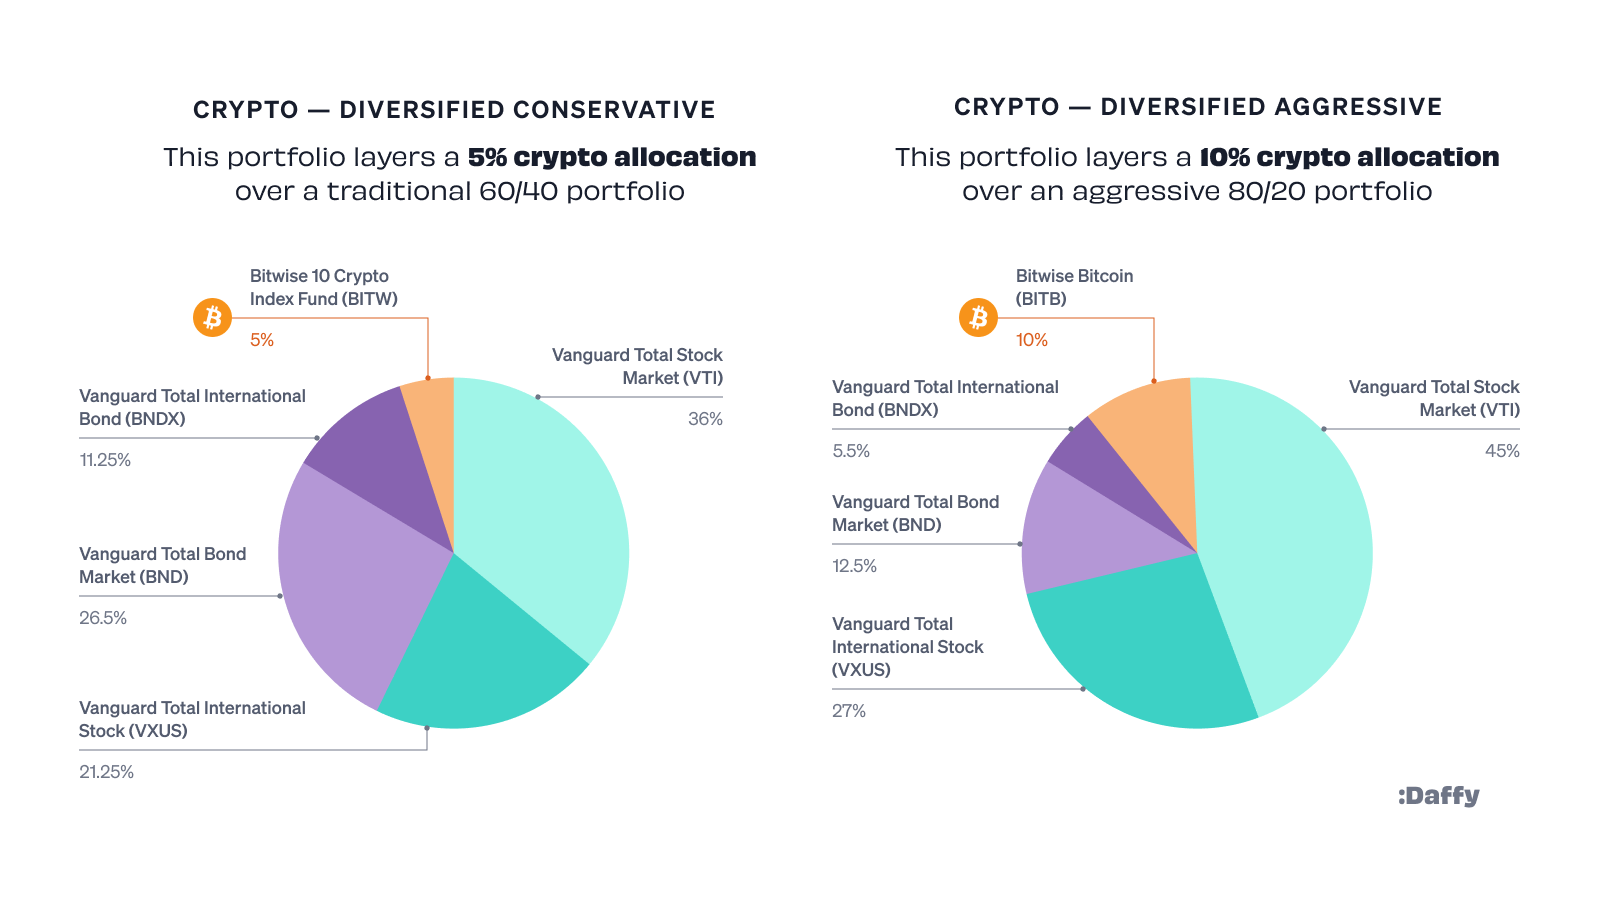 CRYPTO — DIVERSIFIED CONSERVATIVE
This portfolio layers a 5% crypto allocation
over a traditional 60/40 portfolio
Bitwise 10 Crypto
Index Fund (BITW)
5%
Vanguard Total Stock
Market (VTI)
36%
Vanguard Total International
Bond (BNDX)
11.25%
Vanguard Total Bond
Market (BND)
26.5%
Vanguard Total International
Stock (VXUS)
21.25%
CRYPTO — DIVERSIFIED AGGRESSIVE
This portfolio layers a 10% crypto allocation
over an aggressive 80/20 portfolio
Bitwise Bitcoin
(BITB)
10%
Vanguard Total International
Bond (BNDX)
5.5%
Vanguard Total Stock
Market (VTI)
45%
Vanguard Total Bond
Market (BND)
12.5%
Vanguard Total
International Stock
(VXUS)
27%
:Daffy